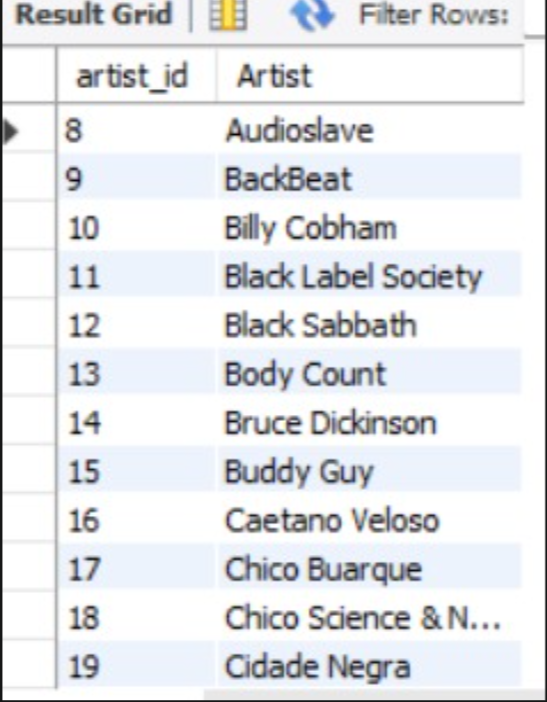 Result Grid Filter Rows:
artist_id Artist
8 Audioslave
9 BackBeat
10 Billy Cobham
11 Black Label Society
12 Black Sabbath
13 Body Count
14 Bruce Dickinson
15 Buddy Guy
16 Caetano Veloso
17 Chico Buarque
18 Chico Science & N...
19 Cidade Negra